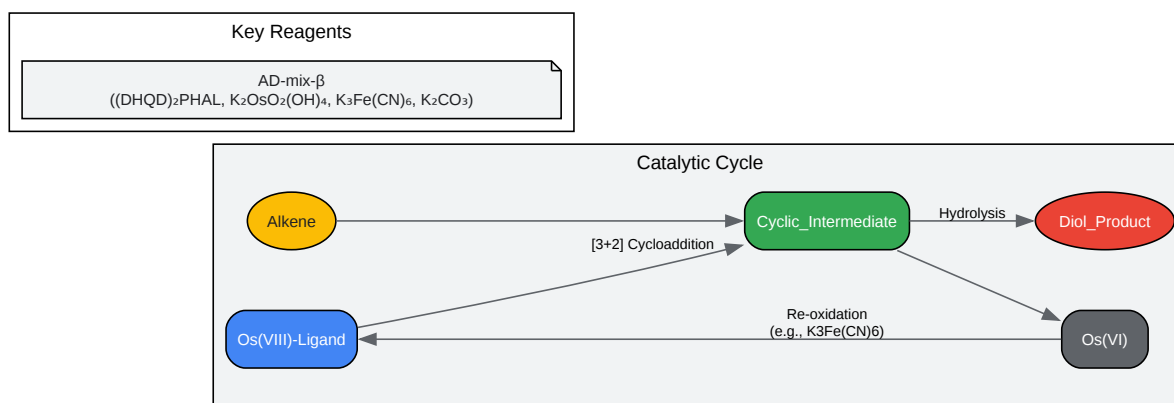 Key Reagents
AD-mix-β
((DHQD)₂PHAL, K₂OsO₂(OH)₄, K₃Fe(CN)₆, K₂CO₃)
Catalytic Cycle
Alkene
Cyclic_Intermediate
Hydrolysis
Diol_Product
[3+2] Cycloaddition
Os(VIII)-Ligand
Re-oxidation
(e.g., K3Fe(CN)6)
Os(VI)